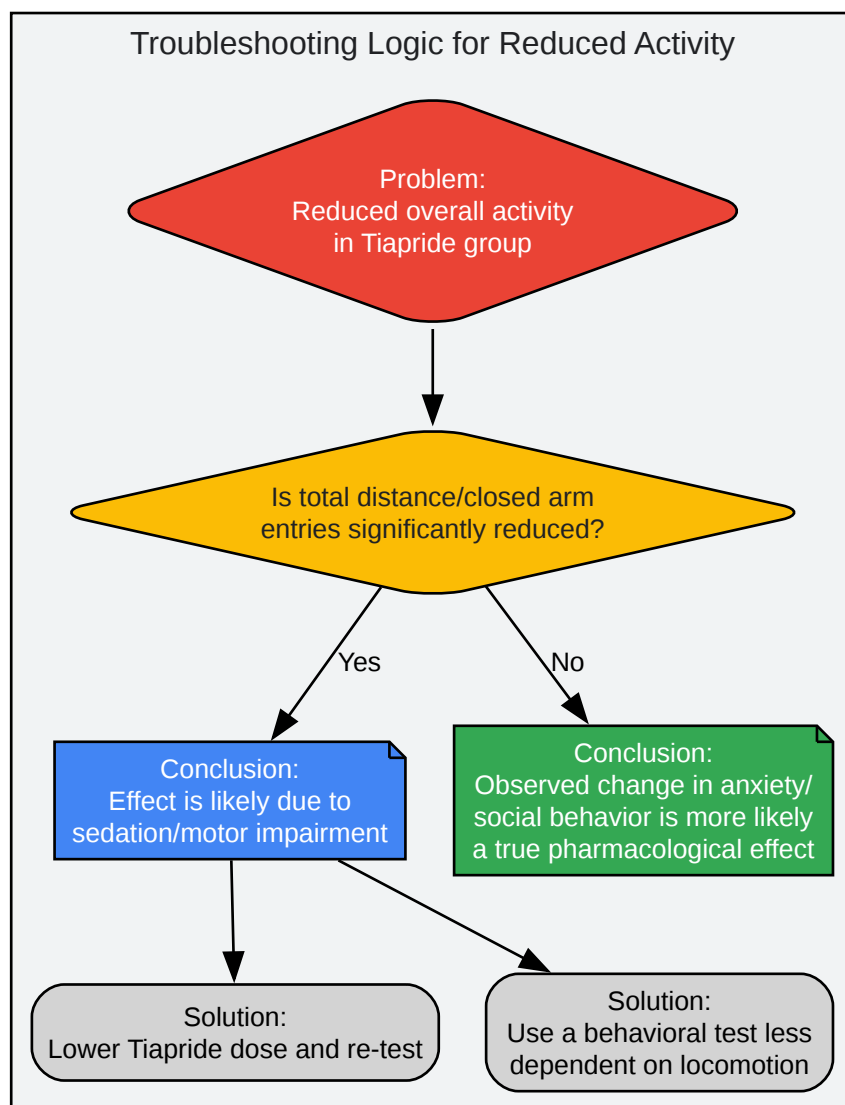 Troubleshooting Logic for Reduced Activity
Problem:
Reduced overall activity
in Tiapride group
Is total distance/closed arm
entries significantly reduced?
Yes
No
Conclusion:
Effect is likely due to
sedation/motor impairment
Conclusion:
Observed change in anxiety/
social behavior is more likely
a true pharmacological effect
Solution:
Lower Tiapride dose and re-test
Solution:
Use a behavioral test less
dependent on locomotion